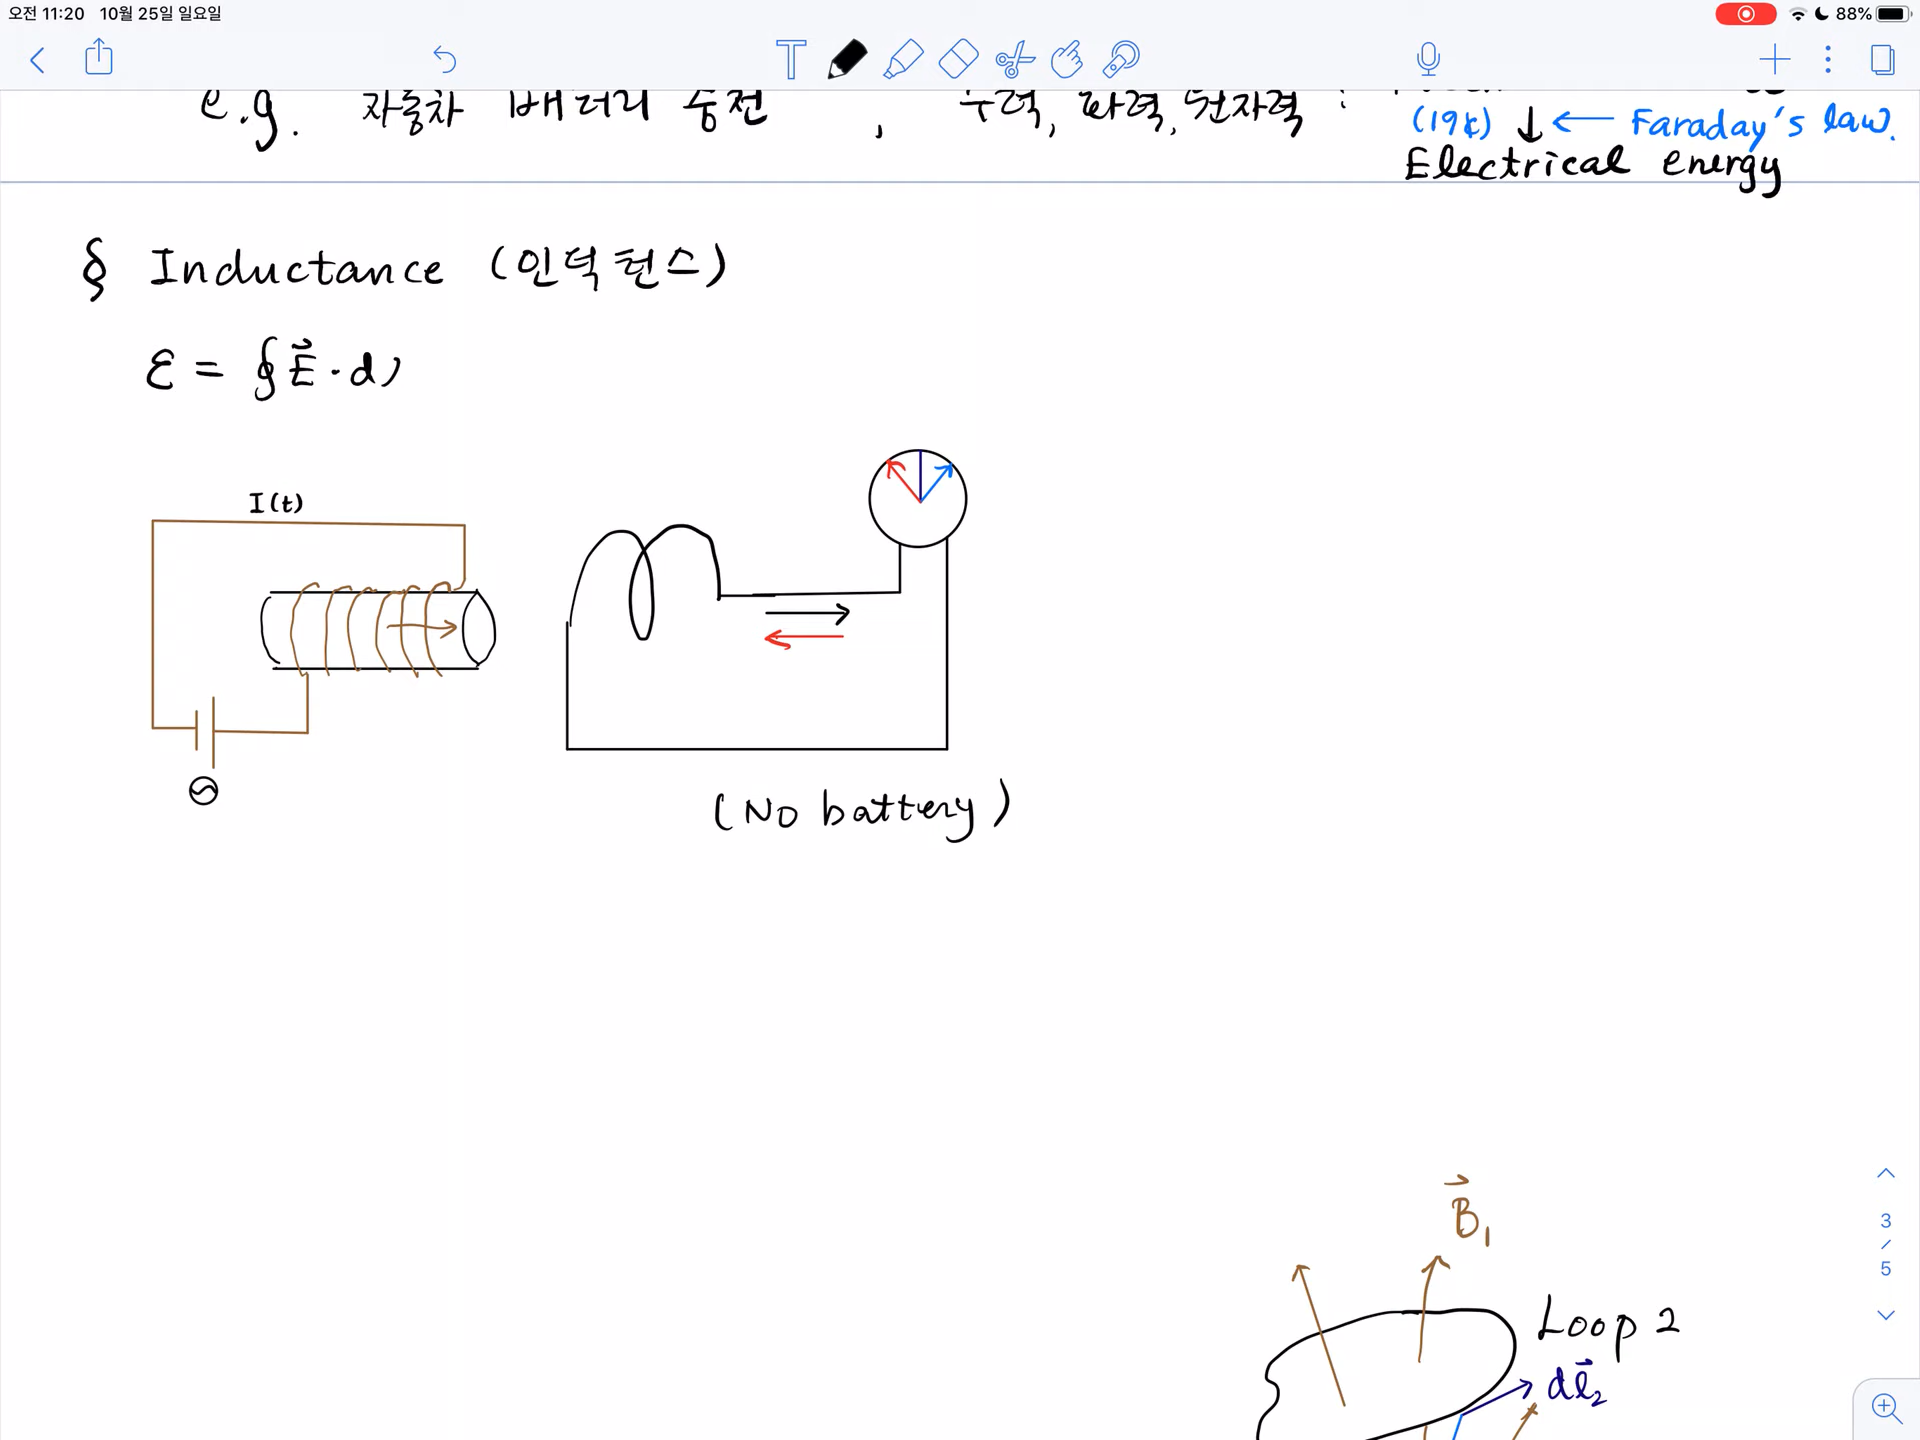 오전 11:20 10월 25일 일요일 88%
e.g. 자동차 배터리 충전, 수력, 화력, 원자력
(19C) ↓ ← Faraday's law.
Electrical energy
§ Inductance (인덕턴스)
ℰ = ∮E⃗·d
I(t)
(No battery)
B⃗₁
Loop 2
dl⃗₂
3
/
5